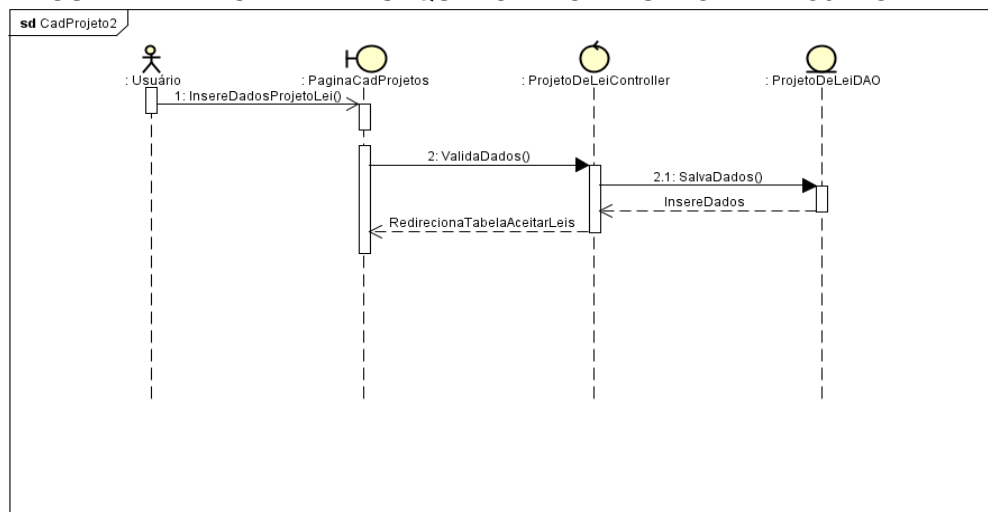 sd CadProjeto2
: Usuário
: PaginaCadProjetos
: ProjetoDeLeiController
: ProjetoDeLeiDAO
1: InsereDadosProjetoLei()
2: ValidaDados()
2.1: SalvaDados()
InsereDados
RedirecionaTabelaAceitarLeis